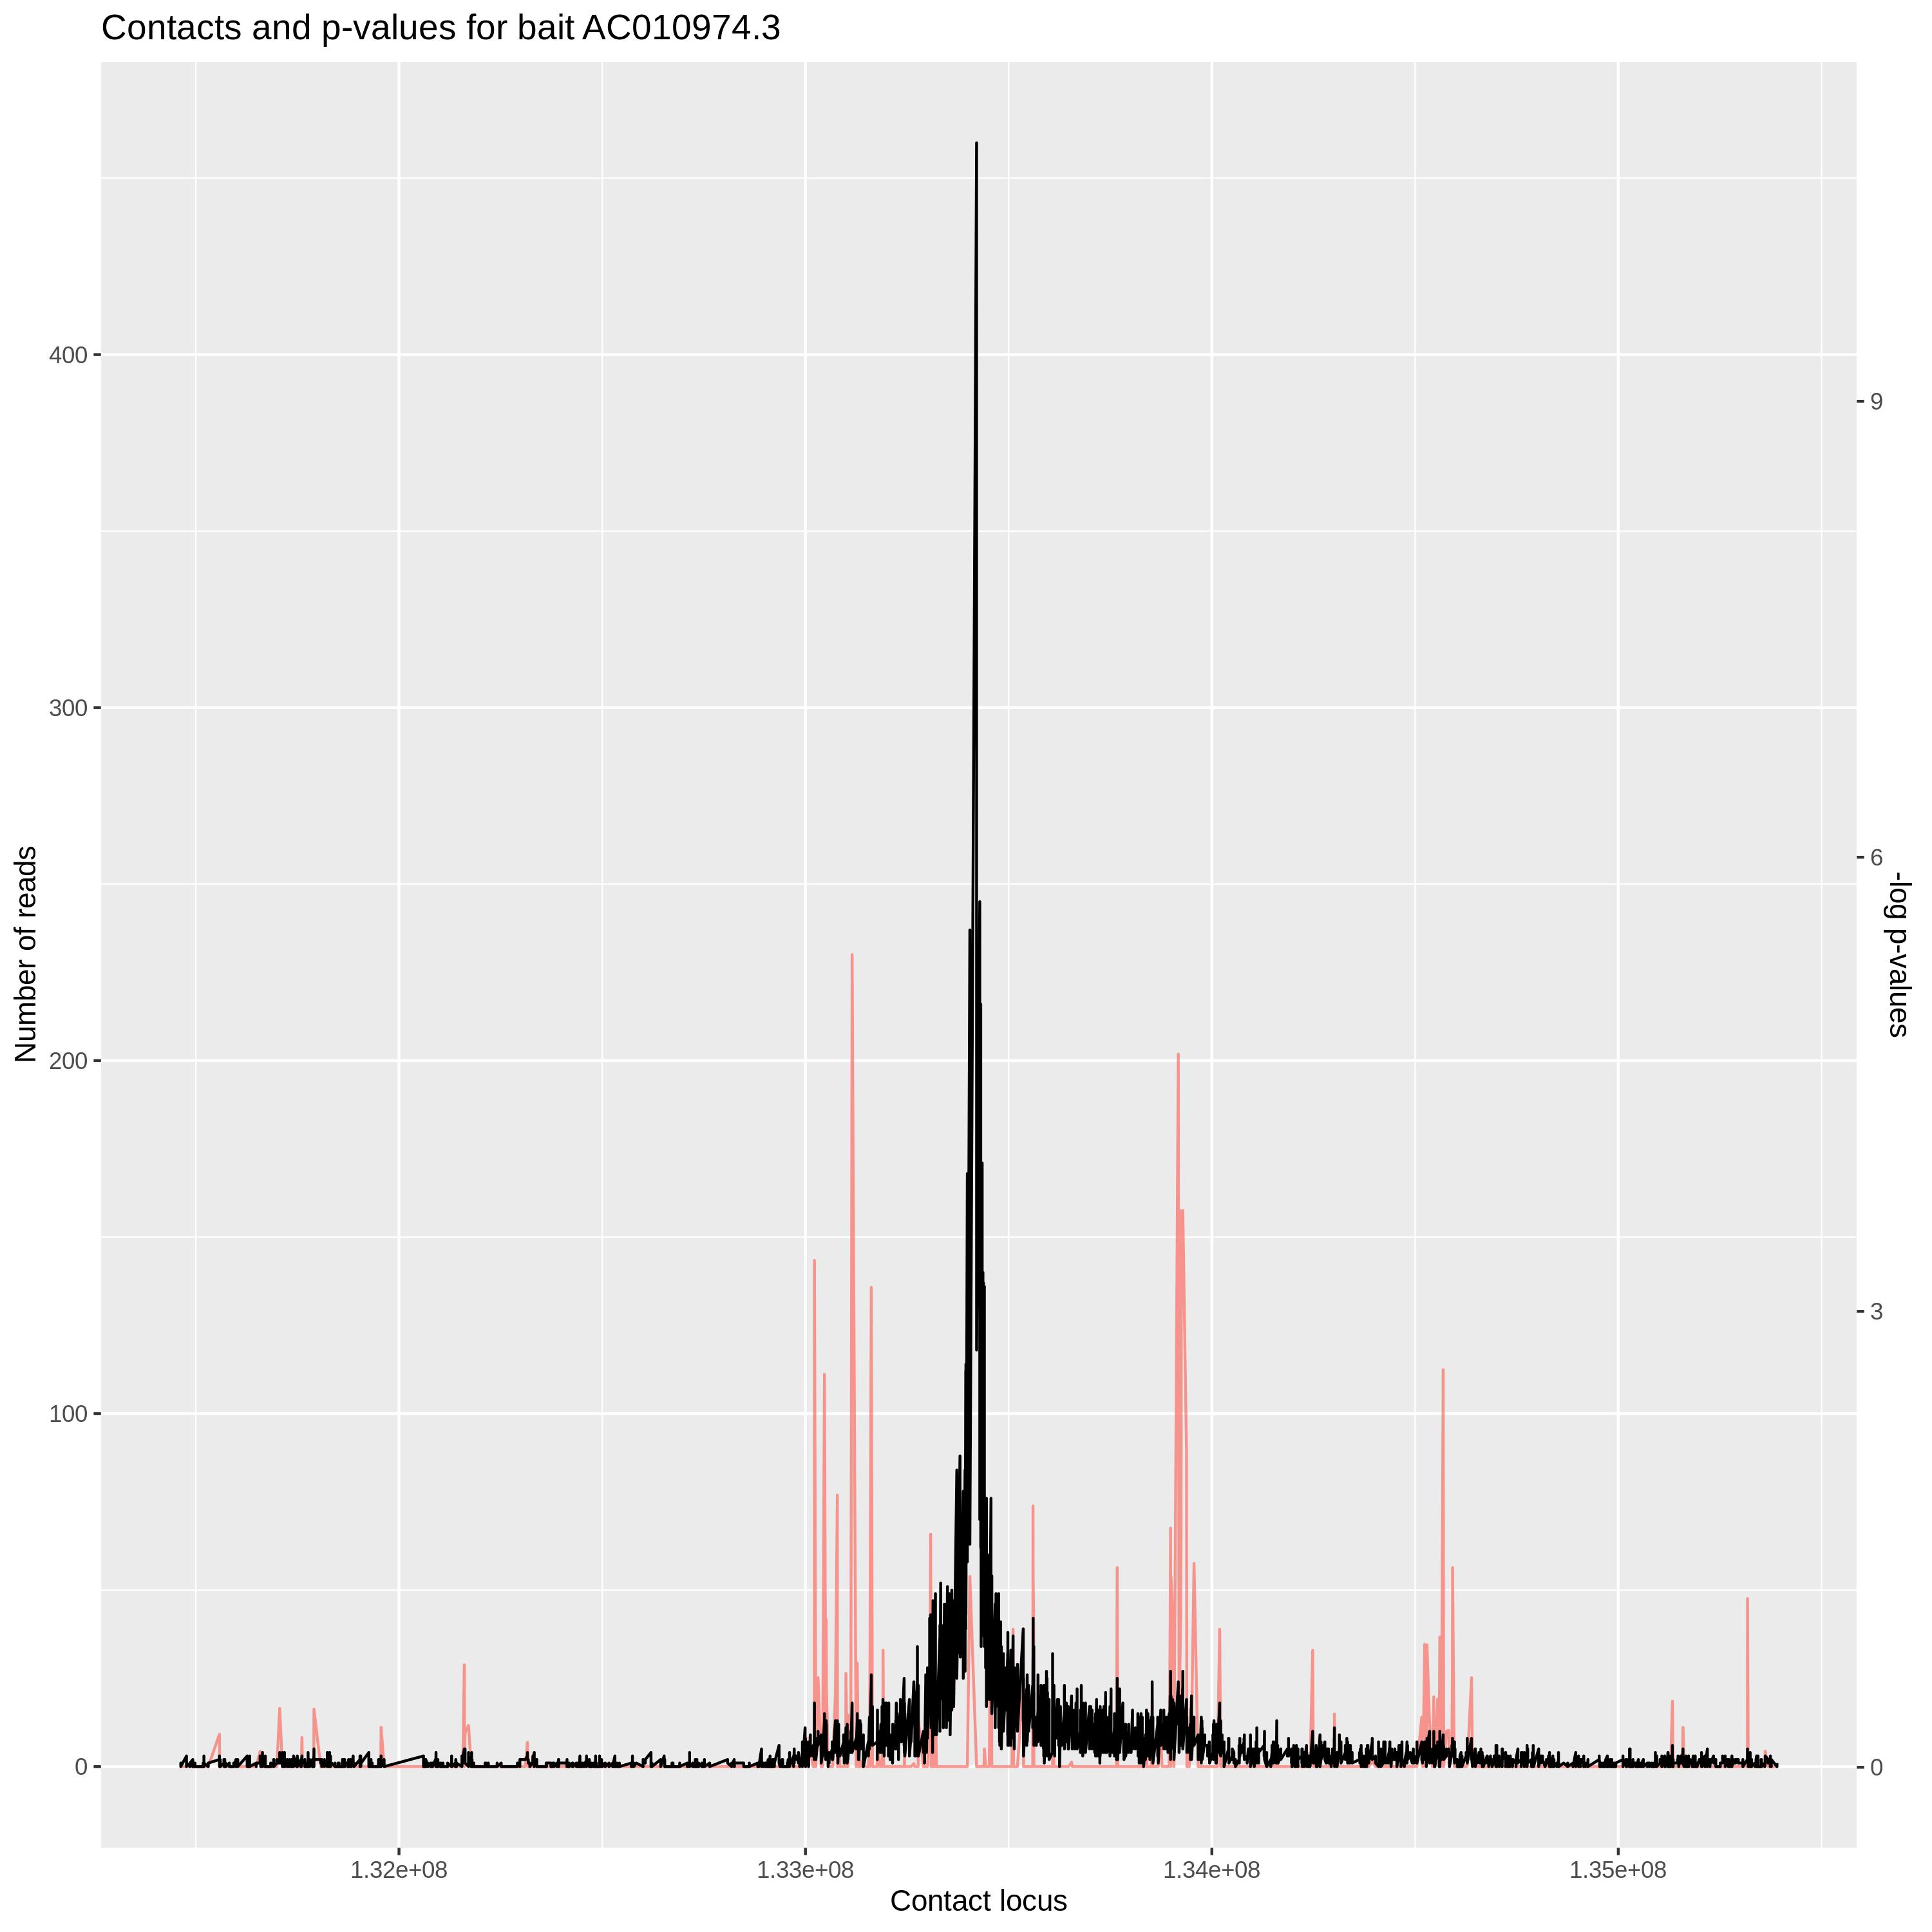 Contacts and p-values for bait AC010974.3
Number of reads
400
300
200
100
0
9
6
3
0
-log p-values
1.32e+08
1.33e+08
1.34e+08
1.35e+08
Contact locus